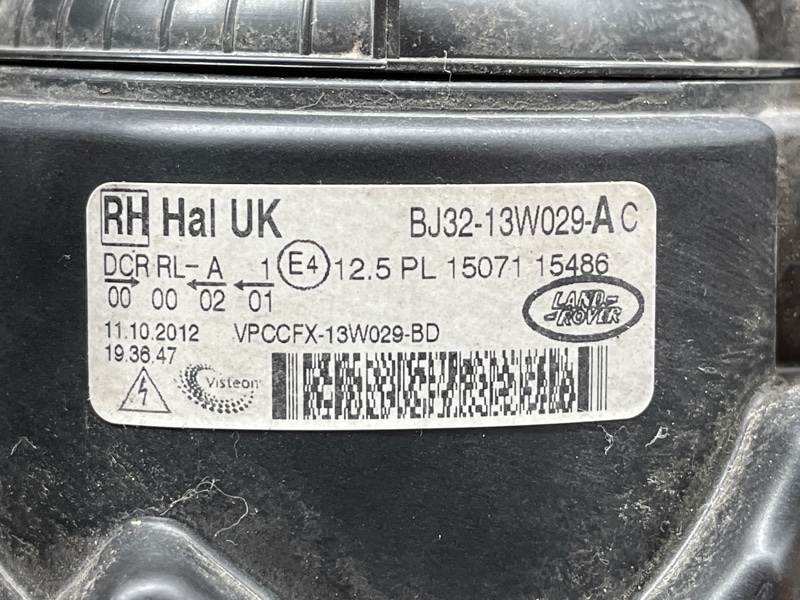 RH Hal UK BJ32-13W029-A C
DCR RL- A 1 E4 12.5 PL 15071 15486
00 00 02 01
LAND-
-ROVER
11.10.2012 VPCCFX-13W029-BD
19.36.47
Visteon